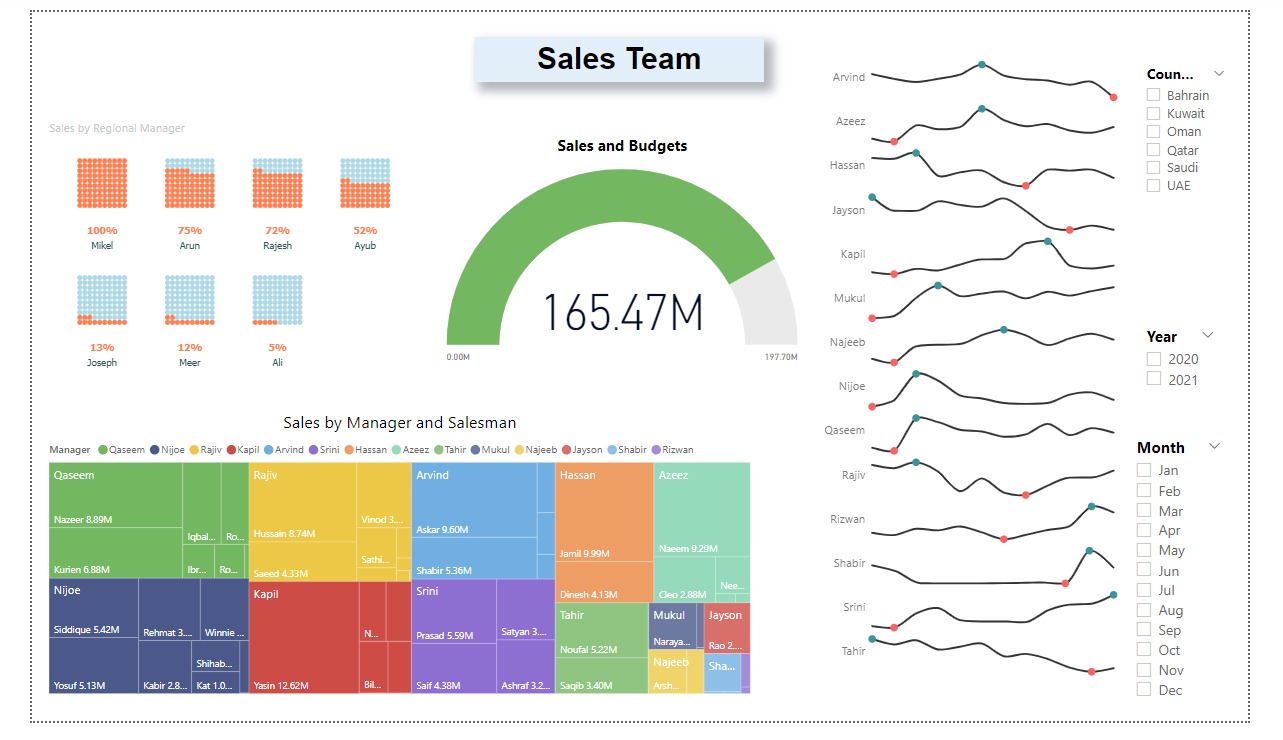 Sales Team
Sales by Regional Manager
100% 75% 72% 52%
Mikel Arun Rajesh Ayub
13% 12% 5%
Joseph Meer Ali
Sales and Budgets
165.47M
0.00M 197.70M
Sales by Manager and Salesman
Manager Qaseem Nijoe Rajiv Kapil Arvind Srini Hassan Azeez Tahir Mukul Najeeb Jayson Shabir Rizwan
Qaseem
Nazeer 8.89M
Iqbal...
Ro...
Kurien 6.88M
Ibr...
Ro...
Nijoe
Siddique 5.42M
Rehmat 3....
Winnie ...
Shihab...
Yosuf 5.13M
Kabir 2.8...
Kat 1.0...
Rajiv
Hussain 8.74M
Vinod 3....
Sathi...
Saeed 4.33M
Kapil
N...
Yasin 12.62M
Bil...
Arvind
Askar 9.60M
Shabir 5.36M
Srini
Prasad 5.59M
Satyan 3....
Saif 4.38M
Ashraf 3.2...
Hassan
Jamil 9.99M
Dinesh 4.13M
Azeez
Naeem 9.29M
Nee...
Cleo 2.88M
Tahir
Noufal 5.22M
Saqib 3.40M
Mukul
Naraya...
Jayson
Rao 2....
Najeeb
Arsh...
Sha...
Arvind
Azeez
Hassan
Jayson
Kapil
Mukul
Najeeb
Nijoe
Qaseem
Rajiv
Rizwan
Shabir
Srini
Tahir
Coun...
Bahrain
Kuwait
Oman
Qatar
Saudi
UAE
Year
2020
2021
Month
Jan
Feb
Mar
Apr
May
Jun
Jul
Aug
Sep
Oct
Nov
Dec